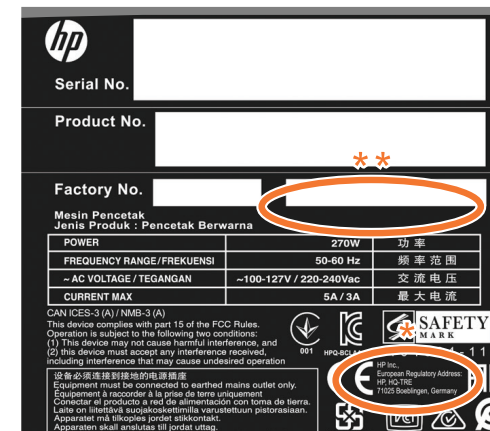 hp
Serial No.
Product No.
**
Factory No.
Mesin Pencetak
Jenis Produk : Pencetak Berwarna
POWER 270W 功率
FREQUENCY RANGE/FREKUENSI 50-60 Hz 频率范围
~ AC VOLTAGE / TEGANGAN ~100-127V / 220-240Vac 交流电压
CURRENT MAX 5A / 3A 最大电流
CAN ICES-3 (A) / NMB-3 (A)
This device complies with part 15 of the FCC Rules.
Operation is subject to the following two conditions:
(1) This device may not cause harmful interference, and
(2) this device must accept any interference received,
including interference that may cause undesired operation
001
*
SAFETY
MARK
设备必须连接到接地的电源插座
Equipment must be connected to earthed mains outlet only.
Équipement à raccorder à la prise de terre uniquement
Conectar el producto a red de alimentación con toma de tierra.
Laite on liitettävä suojakoskettimilla varustettuun pistorasiaan.
Apparatet må tilkoples jordet stikkontakt.
Apparaten skall anslutas till jordat uttag.
CE
HP Inc.,
European Regulatory Address:
HP, HQ-TRE
71025 Boeblingen, Germany